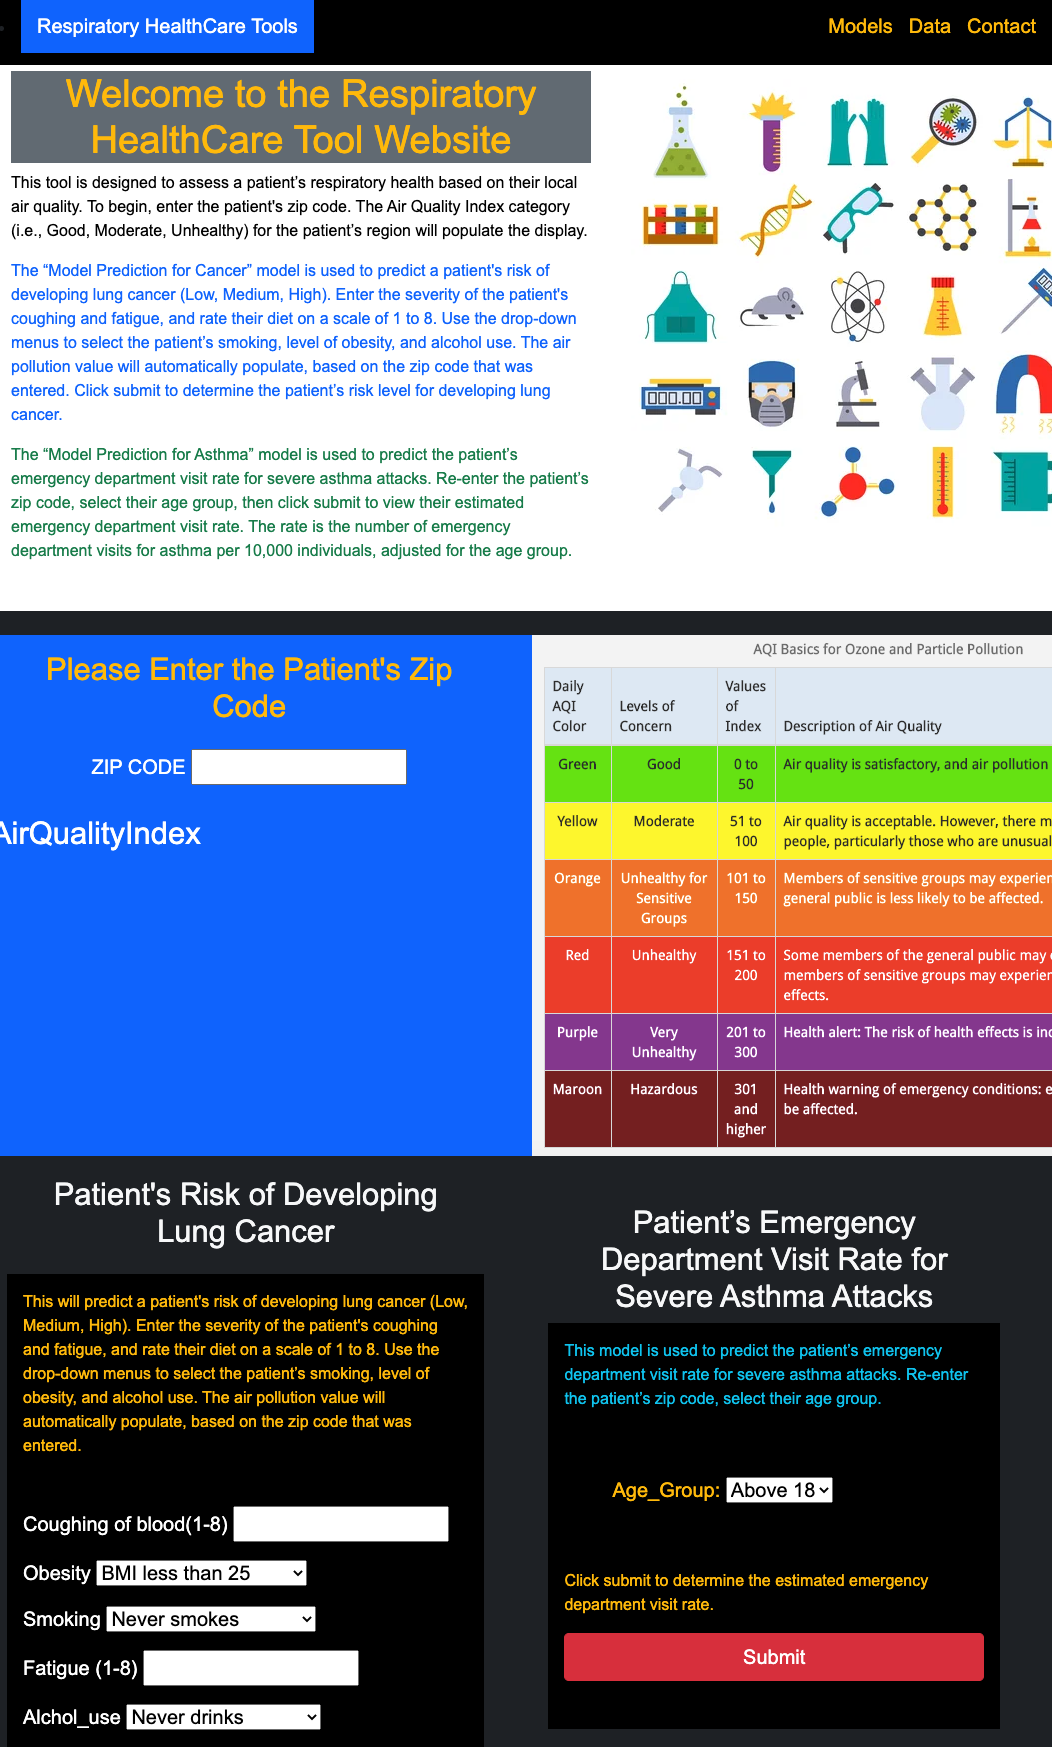 Respiratory HealthCare Tools
Models Data Contact
Welcome to the Respiratory
HealthCare Tool Website
This tool is designed to assess a patient’s respiratory health based on their local
air quality. To begin, enter the patient's zip code. The Air Quality Index category
(i.e., Good, Moderate, Unhealthy) for the patient’s region will populate the display.
The “Model Prediction for Cancer” model is used to predict a patient's risk of
developing lung cancer (Low, Medium, High). Enter the severity of the patient's
coughing and fatigue, and rate their diet on a scale of 1 to 8. Use the drop-down
menus to select the patient’s smoking, level of obesity, and alcohol use. The air
pollution value will automatically populate, based on the zip code that was
entered. Click submit to determine the patient’s risk level for developing lung
cancer.
The “Model Prediction for Asthma” model is used to predict the patient’s
emergency department visit rate for severe asthma attacks. Re-enter the patient’s
zip code, select their age group, then click submit to view their estimated
emergency department visit rate. The rate is the number of emergency
department visits for asthma per 10,000 individuals, adjusted for the age group.
Please Enter the Patient's Zip
Code
ZIP CODE
AirQualityIndex
AQI Basics for Ozone and Particle Pollution
Daily
AQI
Color
Levels of
Concern
Values
of
Index
Description of Air Quality
Green
Good
0 to
50
Air quality is satisfactory, and air pollution
Yellow
Moderate
51 to
100
Air quality is acceptable. However, there
people, particularly those who are
Orange
Unhealthy for
Sensitive
Groups
101 to
150
Members of sensitive groups may
general public is less likely to be affected.
Red
Unhealthy
151 to
200
Some members of the general public may
members of sensitive groups may
effects.
Purple
Very
Unhealthy
201 to
300
Health alert: The risk of health effects is
Maroon
Hazardous
301
and
higher
Health warning of emergency conditions:
be affected.
Patient's Risk of Developing
Lung Cancer
This will predict a patient's risk of developing lung cancer (Low,
Medium, High). Enter the severity of the patient's coughing
and fatigue, and rate their diet on a scale of 1 to 8. Use the
drop-down menus to select the patient’s smoking, level of
obesity, and alcohol use. The air pollution value will
automatically populate, based on the zip code that was
entered.
Coughing of blood(1-8)
Obesity BMI less than 25
Smoking Never smokes
Fatigue (1-8)
Alchol_use Never drinks
Patient’s Emergency
Department Visit Rate for
Severe Asthma Attacks
This model is used to predict the patient’s emergency
department visit rate for severe asthma attacks. Re-enter
the patient’s zip code, select their age group.
Age_Group: Above 18
Click submit to determine the estimated emergency
department visit rate.
Submit